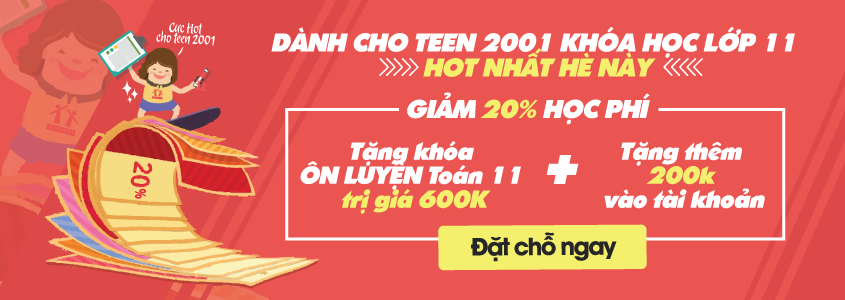 Cực Hot
cho teen 2001
DÀNH CHO TEEN 2001 KHÓA HỌC LỚP 11
HOT NHẤT HÈ NÀY
GIẢM 20% HỌC PHÍ
Tặng khóa
ÔN LUYỆN Toán 11
trị giá 600K
+
Tặng thêm
200k
vào tài khoản
20%
Đặt chỗ ngay